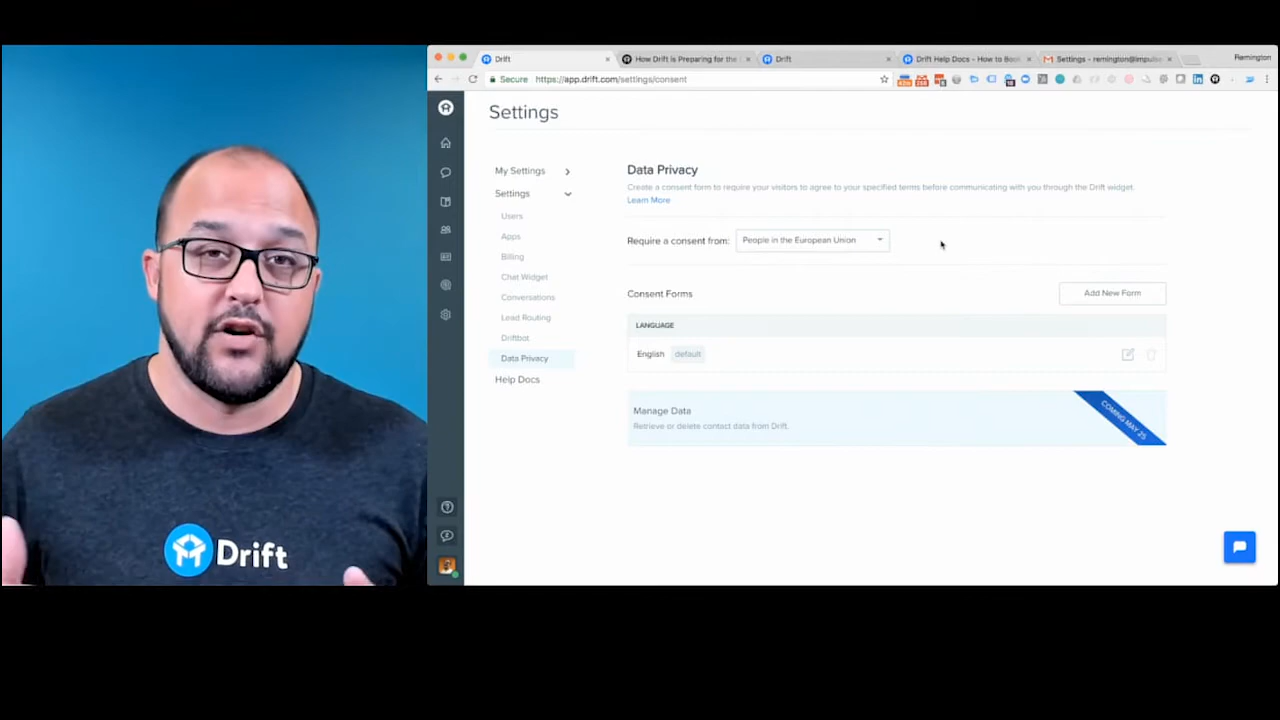 Drift
Drift
How Drift is Preparing for the
Drift
Drift Help Docs - How to Boo
Settings - remington@impuls
Remington
Secure
https://app.drift.com/settings/consent
Settings
My Settings
Settings
Users
Apps
Billing
Chat Widget
Conversations
Lead Routing
Driftbot
Data Privacy
Help Docs
Data Privacy
Create a consent form to require your visitors to agree to your specified terms before communicating with you through the Drift widget.
Learn More
Require a consent from: People in the European Union
Consent Forms
Add New Form
LANGUAGE
English default
Manage Data
Retrieve or delete contact data from Drift.
COMING MAY 25